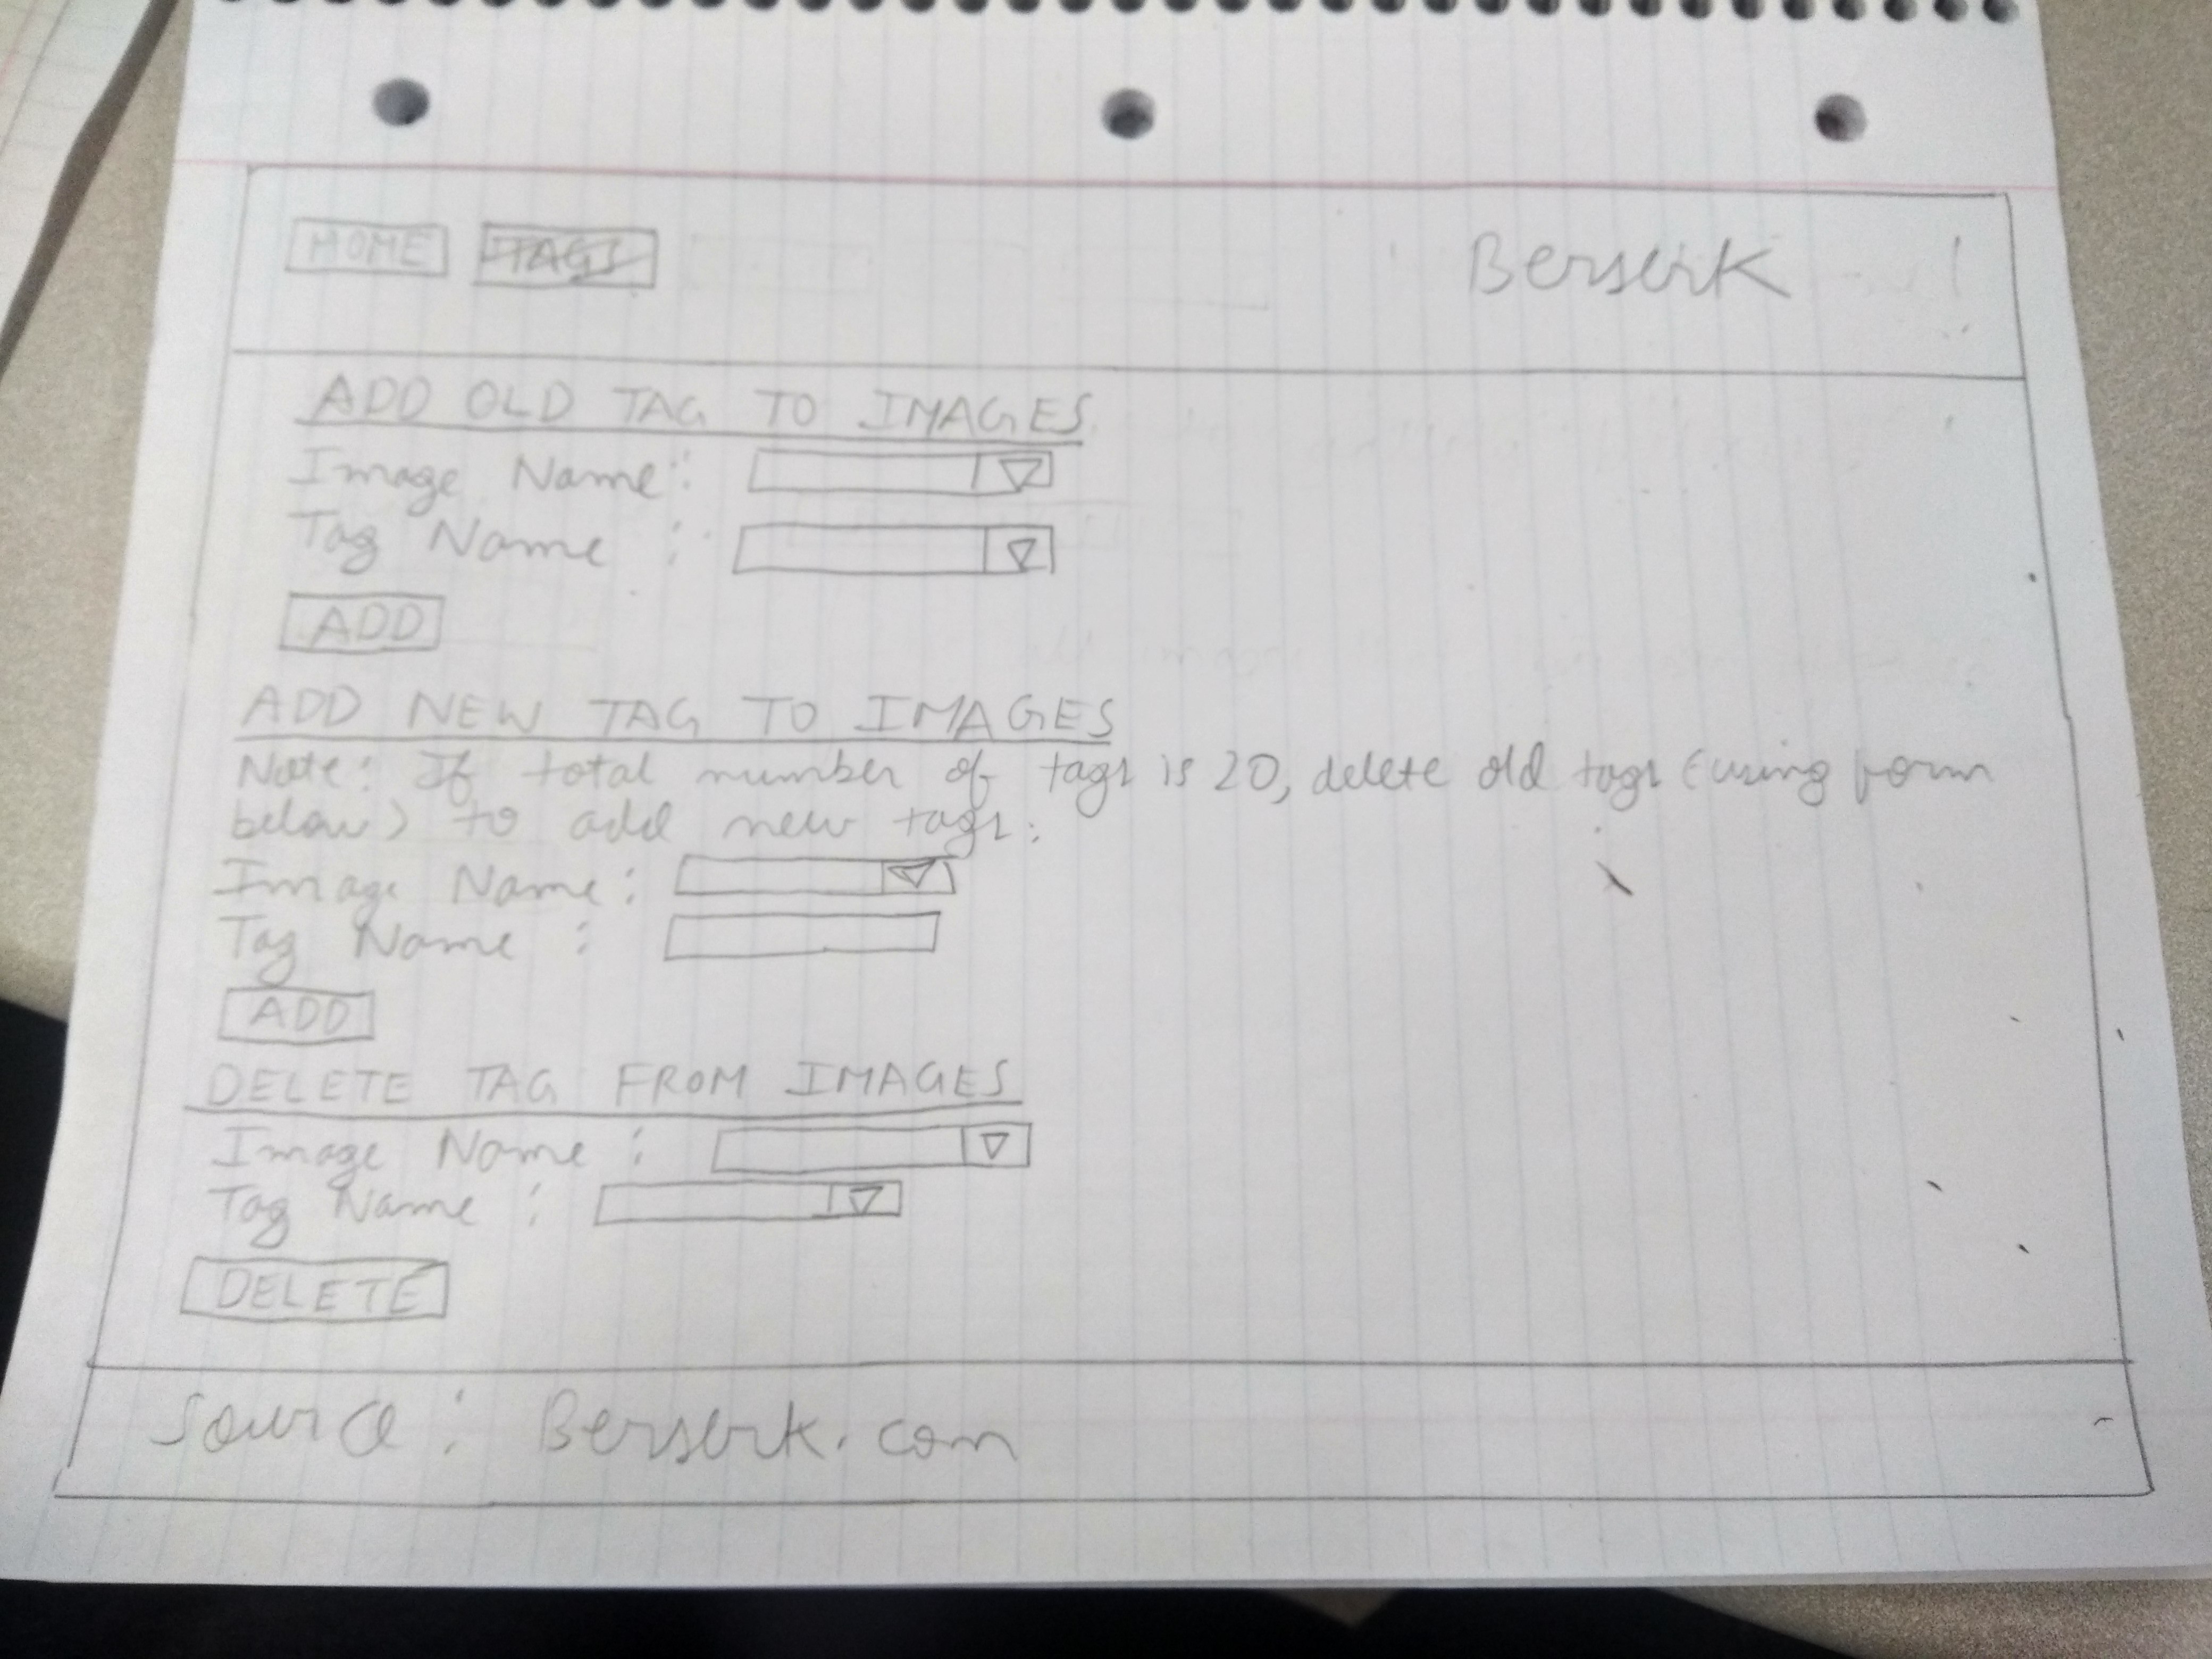 HOME TAGS Berserk
ADD OLD TAG TO IMAGES
Image Name:
Tag Name :
ADD
ADD NEW TAG TO IMAGES
Note: If total number of tags is 20, delete old tags (using form
below) to add new tags.
Image Name:
Tag Name :
ADD
DELETE TAG FROM IMAGES
Image Name :
Tag Name :
DELETE
Source: Berserk.com